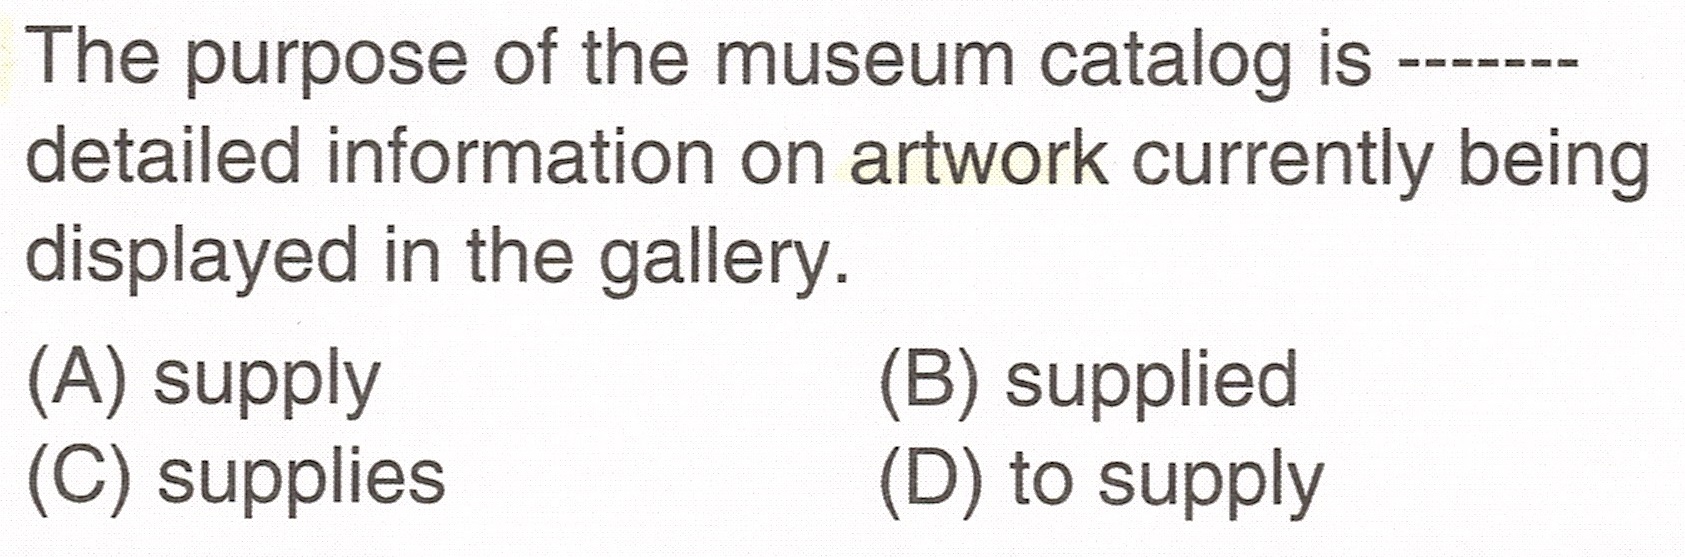 The purpose of the museum catalog is -------
detailed information on artwork currently being
displayed in the gallery.
(A) supply (B) supplied
(C) supplies (D) to supply